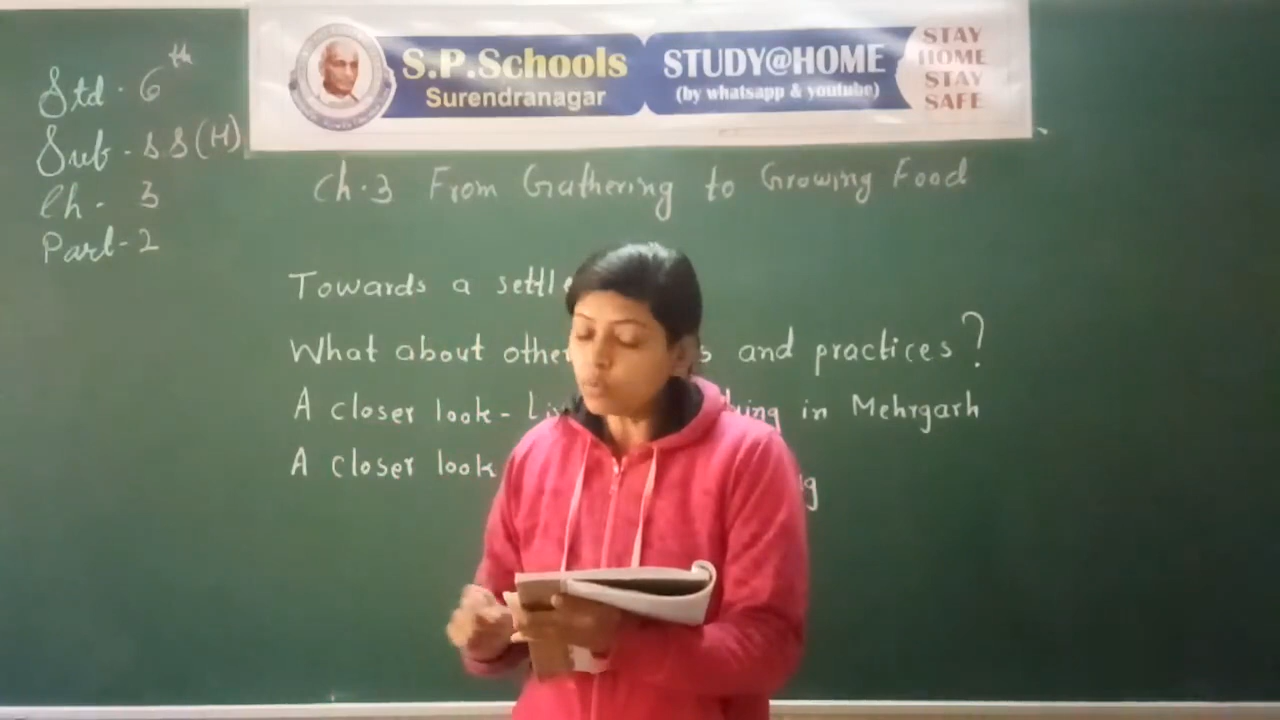 Std. 6th
Sub - SS (H)
Ch - 3
Part - 2
S.P.Schools
Surendranagar
STUDY@HOME
(by whatsapp & youtube)
STAY
HOME
STAY
SAFE
Ch.3 From Gathering to Growing Food
Towards a
What about and practices?
A closer look - in Mehrgarh
A closer look